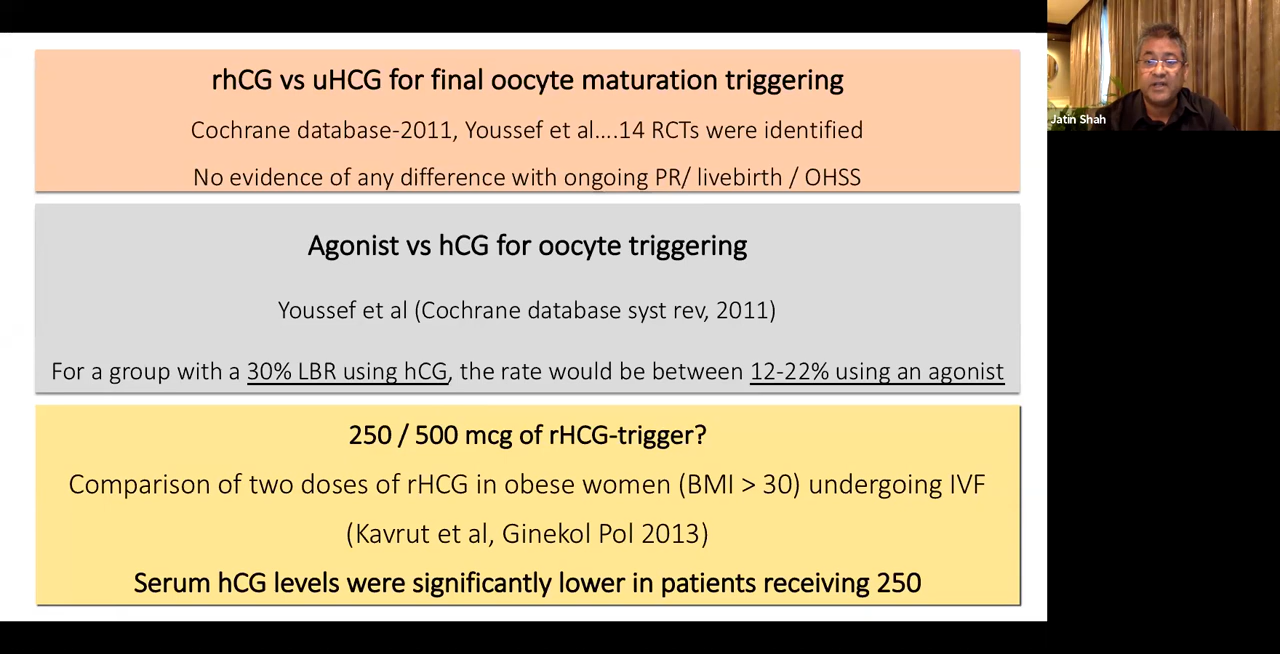 rhCG vs uHCG for final oocyte maturation triggering
Cochrane database-2011, Youssef et al....14 RCTs were identified
No evidence of any difference with ongoing PR/ livebirth / OHSS
Agonist vs hCG for oocyte triggering
Youssef et al (Cochrane database syst rev, 2011)
For a group with a 30% LBR using hCG, the rate would be between 12-22% using an agonist
250 / 500 mcg of rHCG-trigger?
Comparison of two doses of rHCG in obese women (BMI > 30) undergoing IVF
(Kavrut et al, Ginekol Pol 2013)
Serum hCG levels were significantly lower in patients receiving 250
Jatin Shah